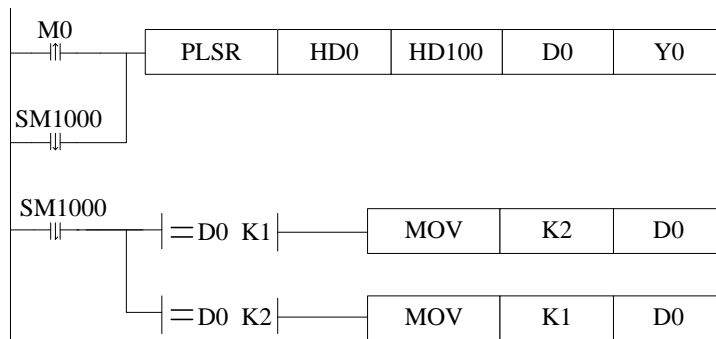 M0
PLSR HD0 HD100 D0 Y0
SM1000
SM1000
=D0 K1 MOV K2 D0
=D0 K2 MOV K1 D0